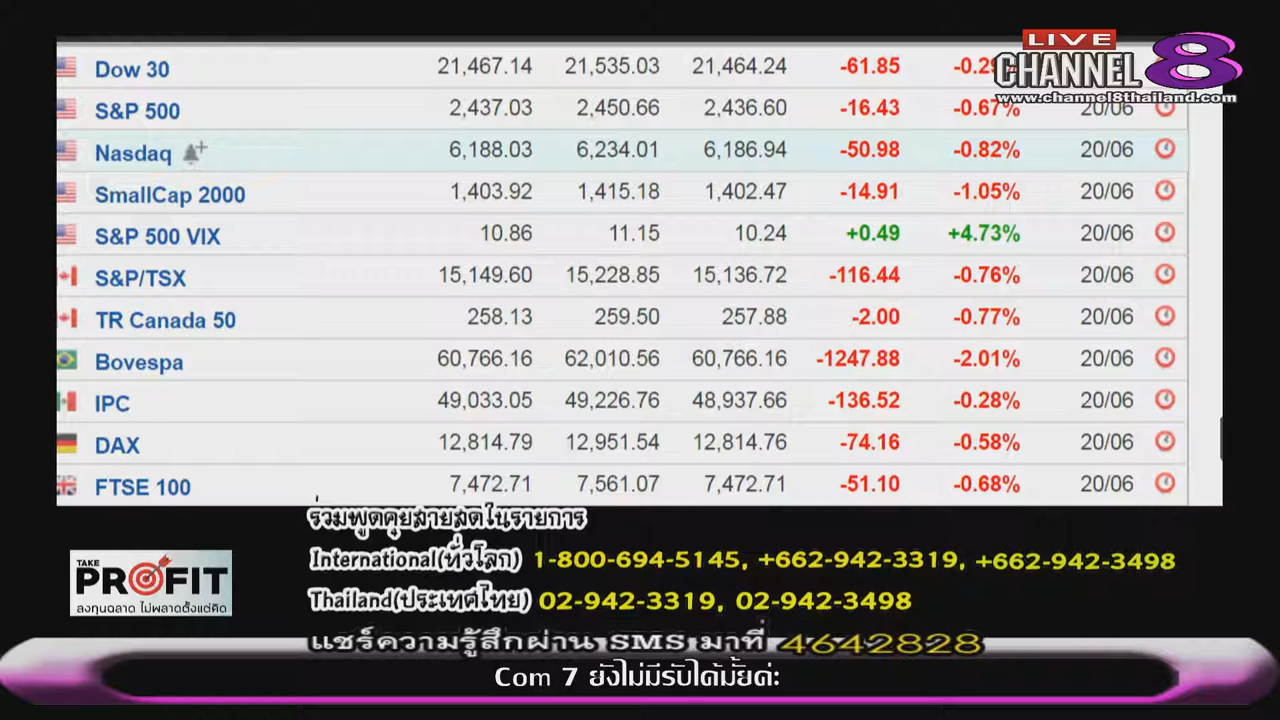 LIVE
CHANNEL 8
www.channel8thailand.com
Dow 30 21,467.14 21,535.03 21,464.24 -61.85
S&P 500 2,437.03 2,450.66 2,436.60 -16.43 -0.67% 20/06
Nasdaq 6,188.03 6,234.01 6,186.94 -50.98 -0.82% 20/06
SmallCap 2000 1,403.92 1,415.18 1,402.47 -14.91 -1.05% 20/06
S&P 500 VIX 10.86 11.15 10.24 +0.49 +4.73% 20/06
S&P/TSX 15,149.60 15,228.85 15,136.72 -116.44 -0.76% 20/06
TR Canada 50 258.13 259.50 257.88 -2.00 -0.77% 20/06
Bovespa 60,766.16 62,010.56 60,766.16 -1247.88 -2.01% 20/06
IPC 49,033.05 49,226.76 48,937.66 -136.52 -0.28% 20/06
DAX 12,814.79 12,951.54 12,814.76 -74.16 -0.58% 20/06
FTSE 100 7,472.71 7,561.07 7,472.71 -51.10 -0.68% 20/06
ร่วมพูดคุยสายสดในรายการ
International(ทั่วโลก) 1-800-694-5145, +662-942-3319, +662-942-3498
Thailand(ประเทศไทย) 02-942-3319, 02-942-3498
แชร์ความรู้สึกผ่าน SMS มาที่ 4642828
TAKE
PROFIT
ลงทุนฉลาด ไม่พลาดตั้งแต่คิด
Com 7 ยังไม่มีรับได้มั้ยค่ะ